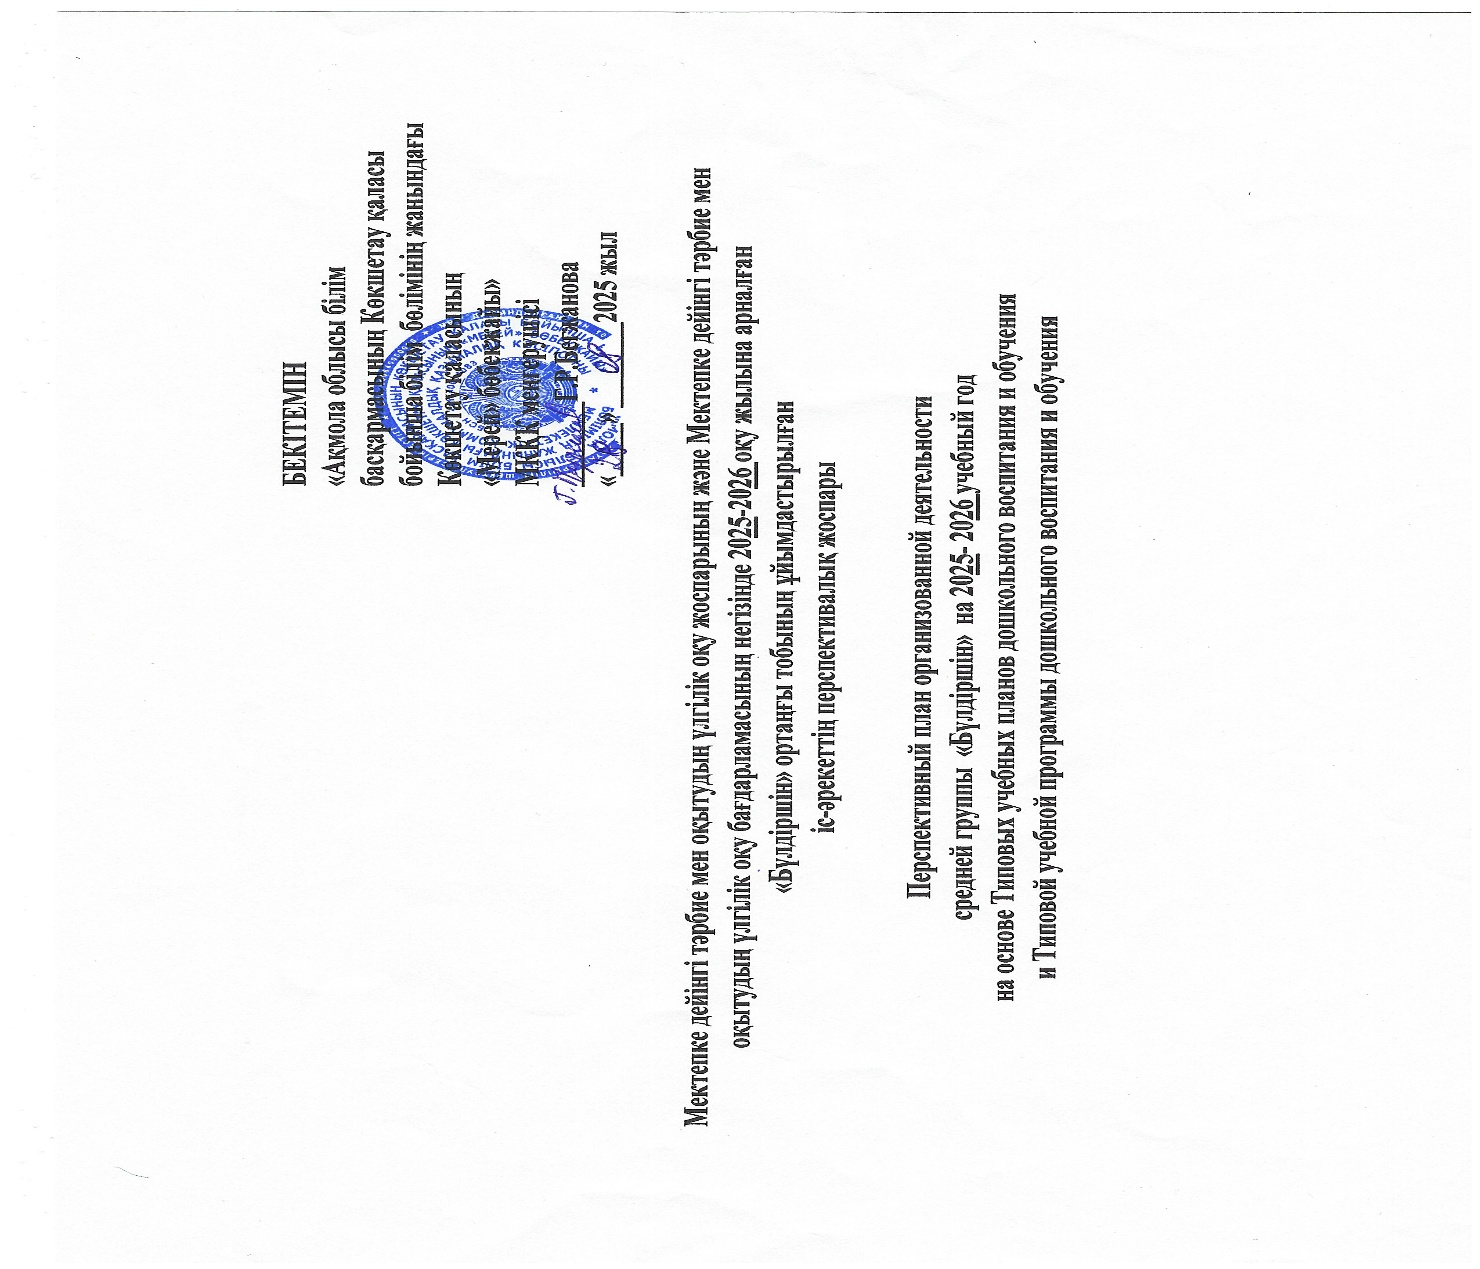 БЕКІТЕМІН
«Ақмола облысы білім
басқармасының Көкшетау қаласы
бойынша білім бөлімінің жанындағы
Көкшетау қаласының
«Мерей» бөбекжайы»
МКҚК меңгерушісі
Г.Р.Бегжанова
« » 2025 жыл
Мектепке дейінгі тәрбие мен оқытудың үлгілік оқу жоспарының және Мектепке дейінгі тәрбие мен
оқытудың үлгілік оқу бағдарламасының негізінде 2025-2026 оқу жылына арналған
«Бүлдіршін» ортаңғы тобының ұйымдастырылған
іс-әрекеттің перспективалық жоспары
Перспективный план организованной деятельности
средней группы «Бүлдіршін» на 2025- 2026 учебный год
на основе Типовых учебных планов дошкольного воспитания и обучения
и Типовой учебной программы дошкольного воспитания и обучения